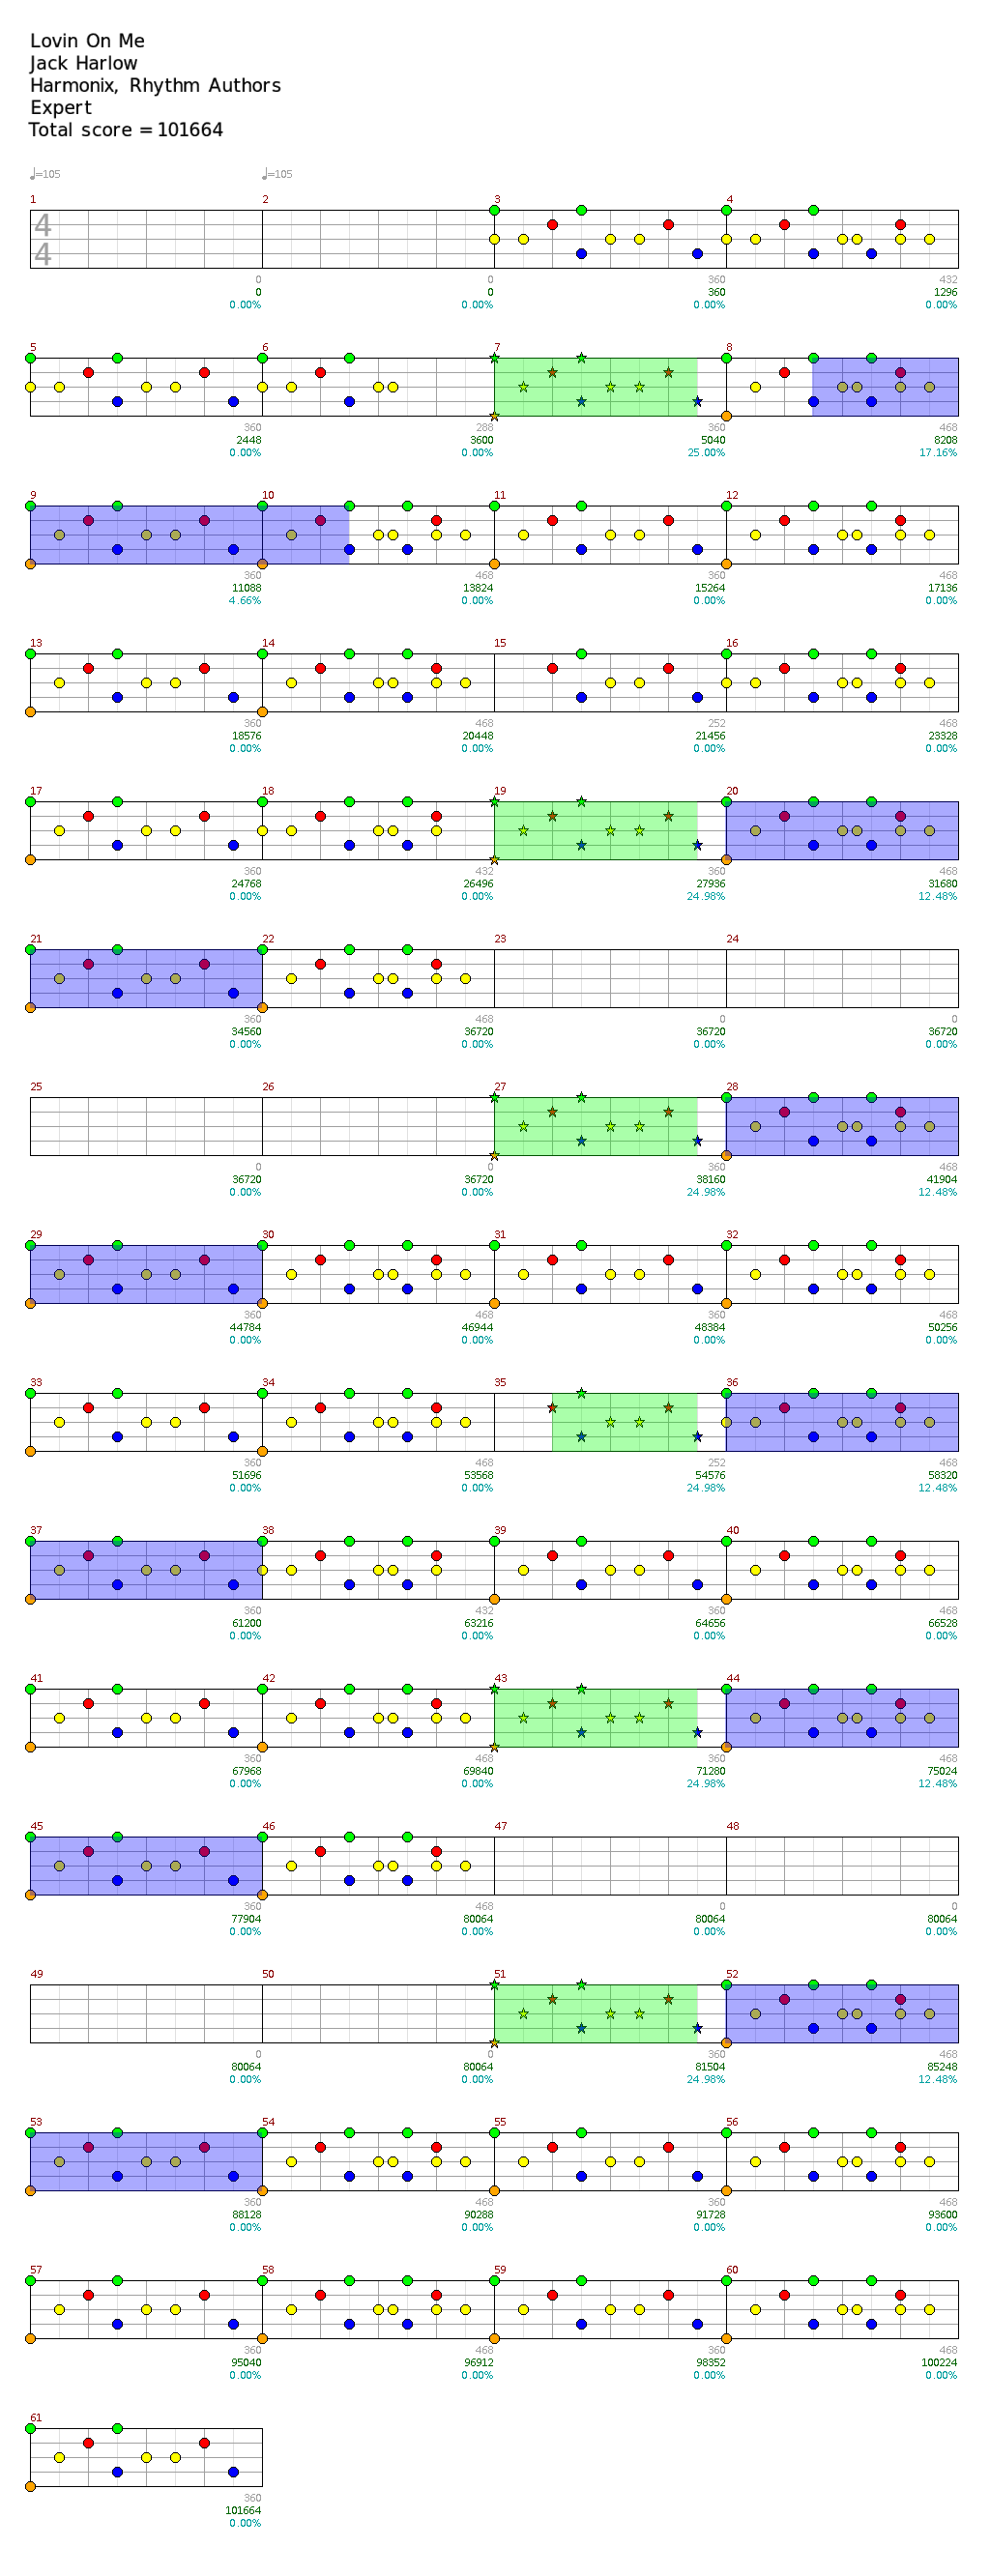 Lovin On Me
Jack Harlow
Harmonix, Rhythm Authors
Expert
Total score = 101664
♩=105 ♩=105
1 2 3 4
4
4
0 0 360 432
0 0 360 1296
0.00% 0.00% 0.00% 0.00%
5 6 7 8
360 288 360 468
2448 3600 5040 8208
0.00% 0.00% 25.00% 17.16%
9 10 11 12
360 468 360 468
11088 13824 15264 17136
4.66% 0.00% 0.00% 0.00%
13 14 15 16
360 468 252 468
18576 20448 21456 23328
0.00% 0.00% 0.00% 0.00%
17 18 19 20
360 432 360 468
24768 26496 27936 31680
0.00% 0.00% 24.98% 12.48%
21 22 23 24
360 468 0 0
34560 36720 36720 36720
0.00% 0.00% 0.00% 0.00%
25 26 27 28
0 0 360 468
36720 36720 38160 41904
0.00% 0.00% 24.98% 12.48%
29 30 31 32
360 468 360 468
44784 46944 48384 50256
0.00% 0.00% 0.00% 0.00%
33 34 35 36
360 468 252 468
51696 53568 54576 58320
0.00% 0.00% 24.98% 12.48%
37 38 39 40
360 432 360 468
61200 63216 64656 66528
0.00% 0.00% 0.00% 0.00%
41 42 43 44
360 468 360 468
67968 69840 71280 75024
0.00% 0.00% 24.98% 12.48%
45 46 47 48
360 468 0 0
77904 80064 80064 80064
0.00% 0.00% 0.00% 0.00%
49 50 51 52
0 0 360 468
80064 80064 81504 85248
0.00% 0.00% 24.98% 12.48%
53 54 55 56
360 468 360 468
88128 90288 91728 93600
0.00% 0.00% 0.00% 0.00%
57 58 59 60
360 468 360 468
95040 96912 98352 100224
0.00% 0.00% 0.00% 0.00%
61
360
101664
0.00%